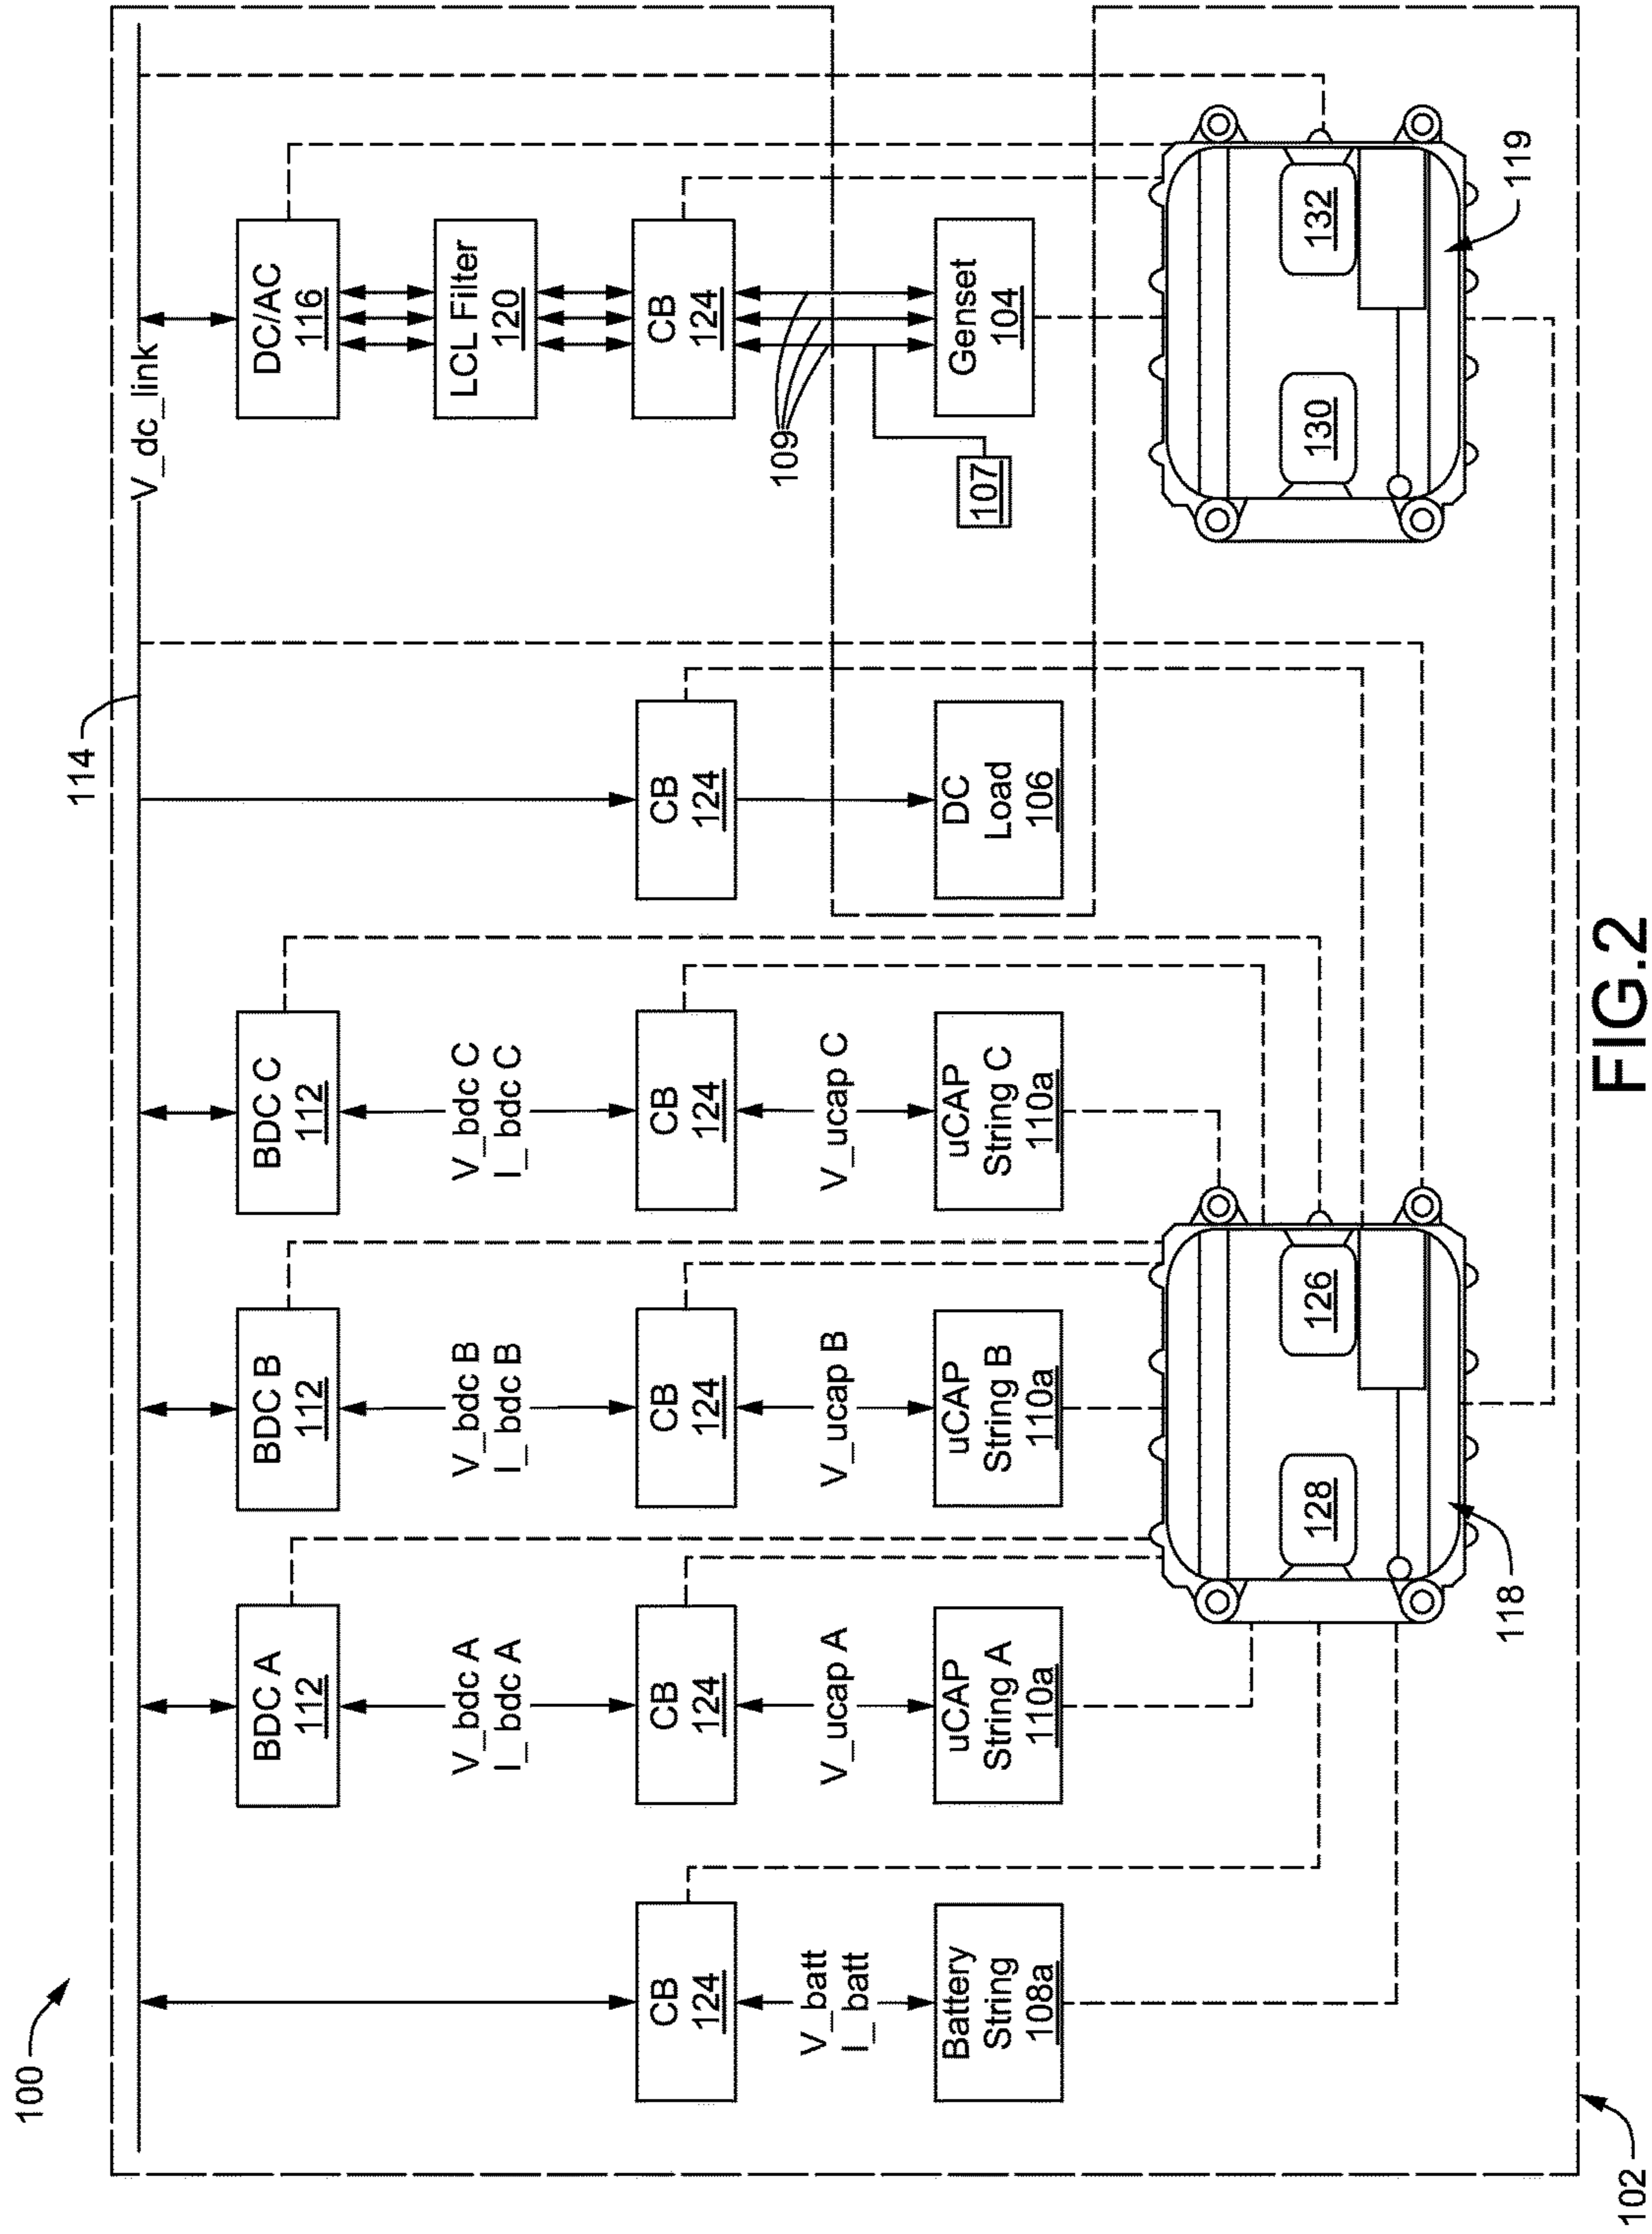 100
114
V_dc_link
BDC A
112
BDC B
112
BDC C
112
DC/AC
116
V_bdc A
I_bdc A
V_bdc B
I_bdc B
V_bdc C
I_bdc C
LCL Filter
120
CB
124
CB
124
CB
124
CB
124
CB
124
CB
124
V_batt
I_batt
V_ucap A
V_ucap B
V_ucap C
109
Battery
String
108a
uCAP
String A
110a
uCAP
String B
110a
uCAP
String C
110a
DC
Load
106
107
Genset
104
128
126
130
132
118
119
102
FIG.2